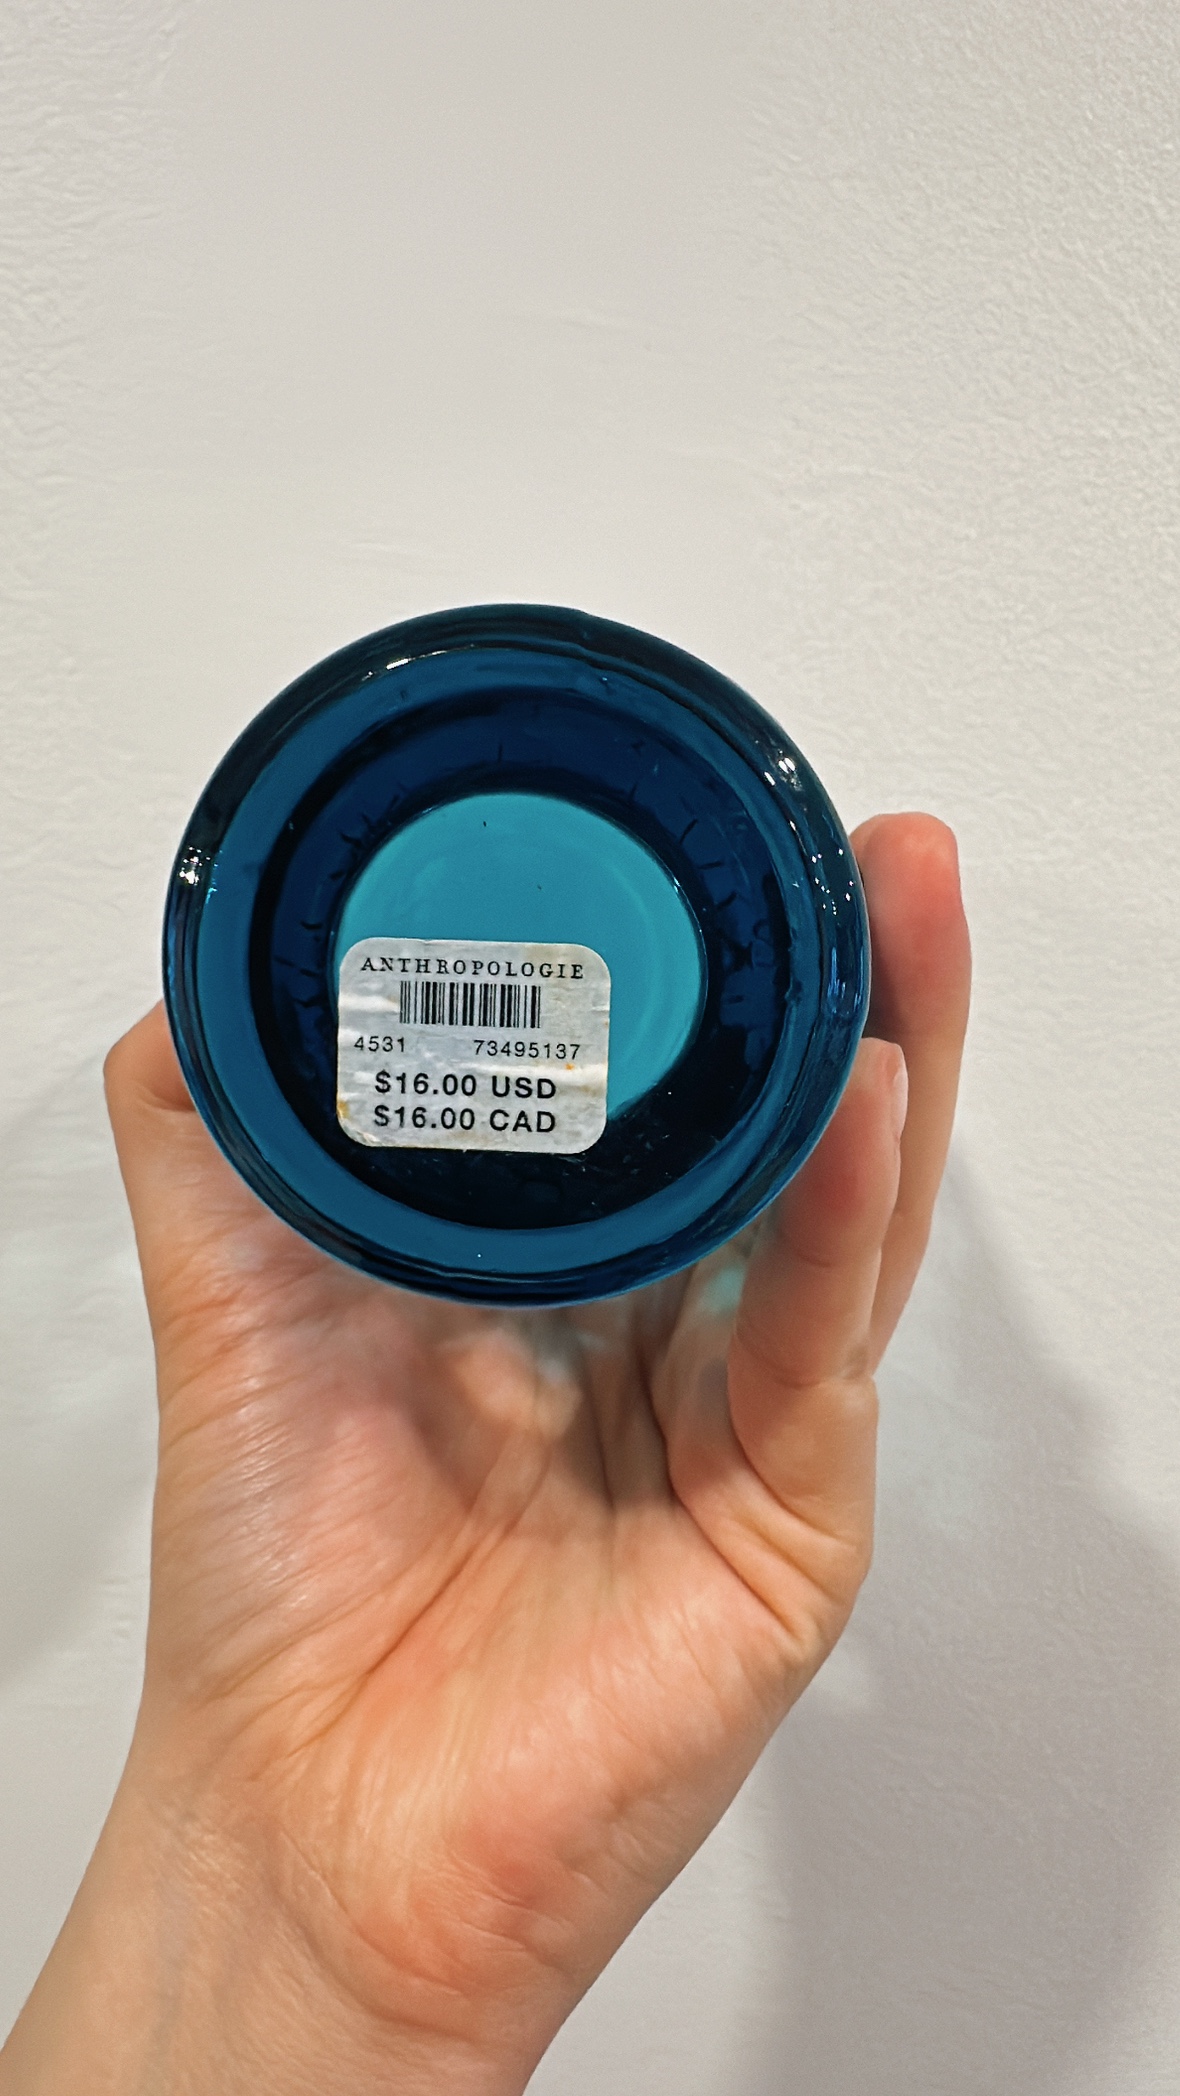 ANTHROPOLOGIE
4531 73495137
$16.00 USD
$16.00 CAD